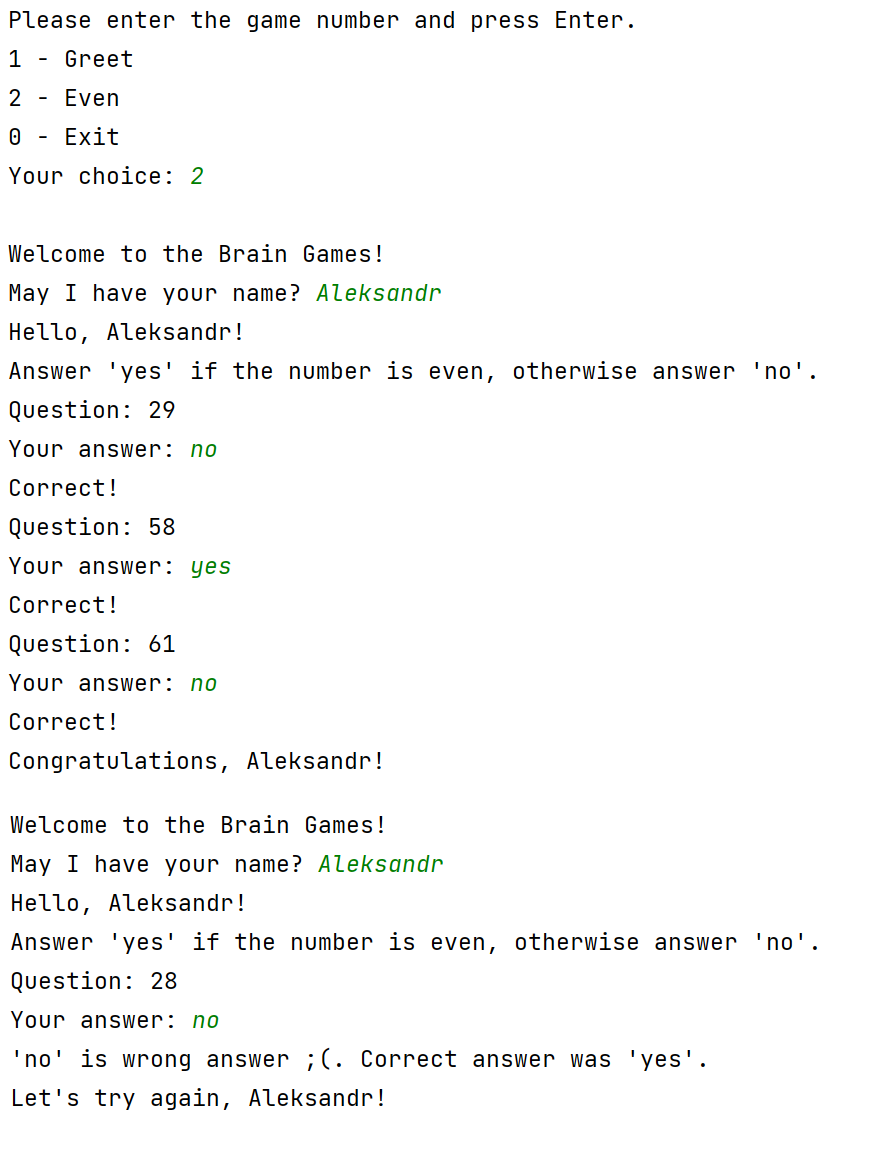 Please enter the game number and press Enter.
1 - Greet
2 - Even
0 - Exit
Your choice: 2
Welcome to the Brain Games!
May I have your name? Aleksandr
Hello, Aleksandr!
Answer 'yes' if the number is even, otherwise answer 'no'.
Question: 29
Your answer: no
Correct!
Question: 58
Your answer: yes
Correct!
Question: 61
Your answer: no
Correct!
Congratulations, Aleksandr!
Welcome to the Brain Games!
May I have your name? Aleksandr
Hello, Aleksandr!
Answer 'yes' if the number is even, otherwise answer 'no'.
Question: 28
Your answer: no
'no' is wrong answer ;(. Correct answer was 'yes'.
Let's try again, Aleksandr!